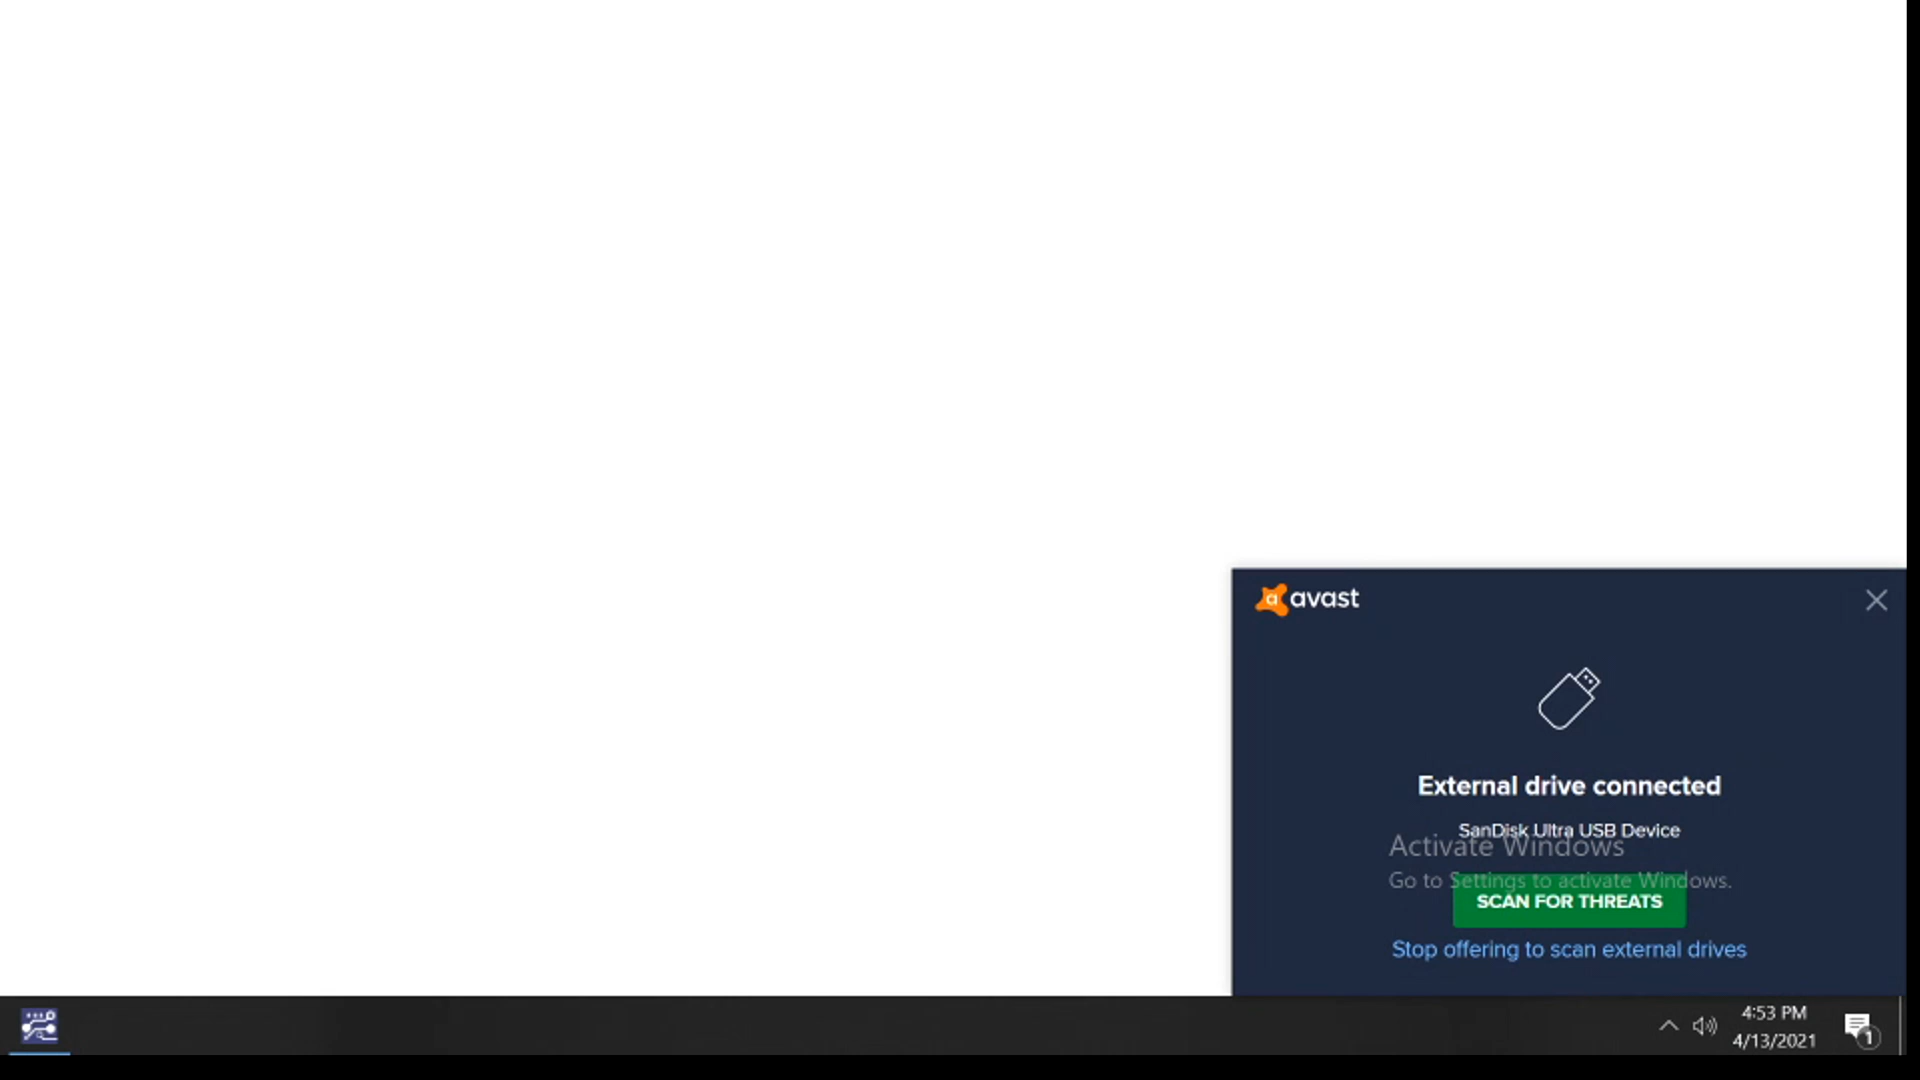 avast
External drive connected
SanDisk Ultra USB Device
Activate Windows
Go to Settings to activate Windows.
SCAN FOR THREATS
Stop offering to scan external drives
4:53 PM
4/13/2021
1